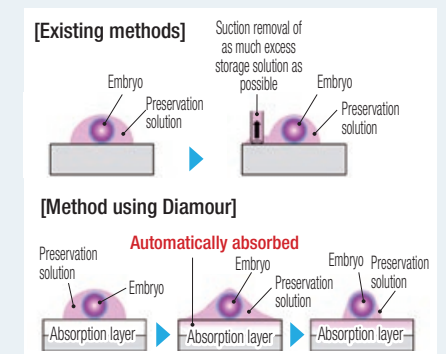 [Existing methods]
Suction removal of
as much excess
storage solution as
possible
Embryo
Preservation
solution
Embryo
Preservation
solution
[Method using Diamour]
Automatically absorbed
Preservation
solution
Embryo
Embryo
Preservation
solution
Embryo
Preservation
solution
Absorption layer
Absorption layer
Absorption layer